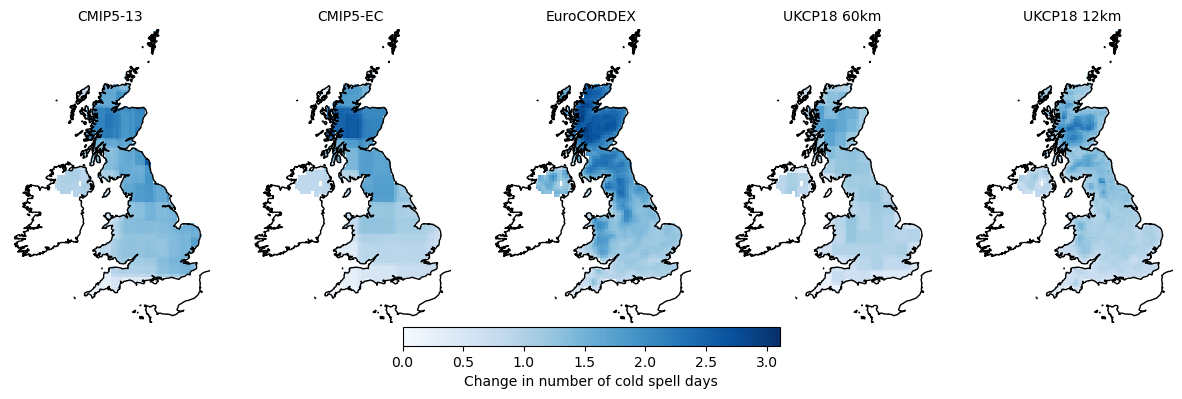 CMIP5-13 CMIP5-EC EuroCORDEX UKCP18 60km UKCP18 12km
0.0 0.5 1.0 1.5 2.0 2.5 3.0
Change in number of cold spell days